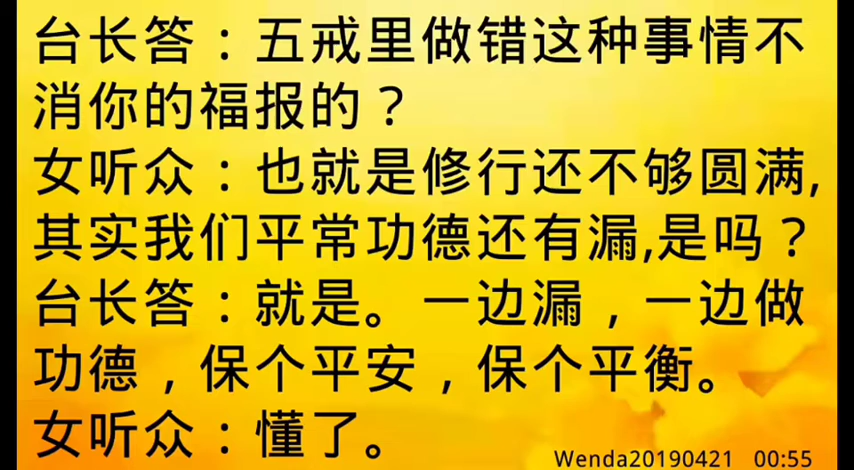 台长答：五戒里做错这种事情不
消你的福报的？
女听众：也就是修行还不够圆满,
其实我们平常功德还有漏,是吗？
台长答：就是。一边漏，一边做
功德，保个平安，保个平衡。
女听众：懂了。
Wenda20190421 00:55